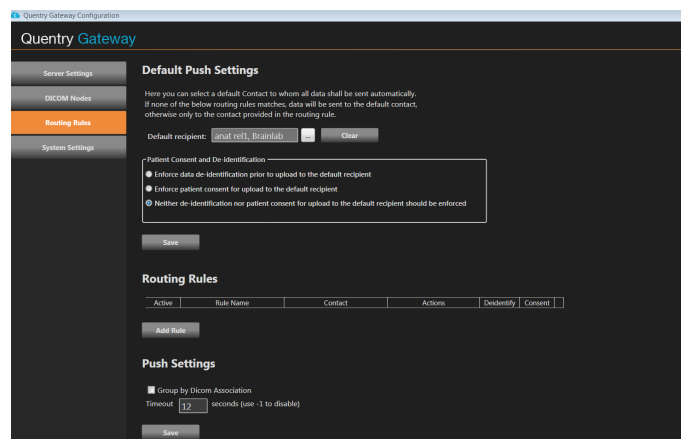 Quentry Gateway Configuration
Quentry Gateway
Server Settings
DICOM Nodes
Routing Rules
System Settings
Default Push Settings
Here you can select a default Contact to whom all data shall be sent automatically.
If none of the below routing rules matches, data will be sent to the default contact,
otherwise only to the contact provided in the routing rule.
Default recipient: anat rel1, Brainlab ... Clear
Patient Consent and De-identification
Enforce data de-identification prior to upload to the default recipient
Enforce patient consent for upload to the default recipient
Neither de-identification nor patient consent for upload to the default recipient should be enforced
Save
Routing Rules
Active Rule Name Contact Actions Deidentify Consent
Add Rule
Push Settings
Group by Dicom Association
Timeout 12 seconds (use -1 to disable)
Save